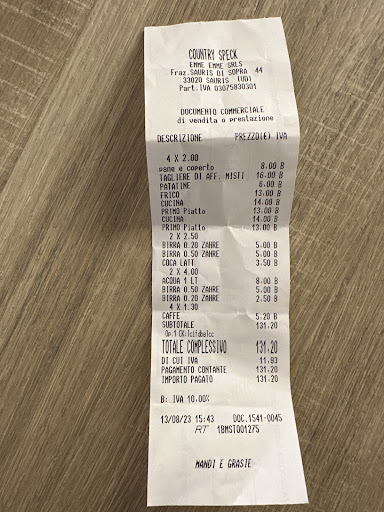 COUNTRY SPECK
EMME EMME SRLS
Fraz.SAURIS DI SOPRA 44
33020 SAURIS (UD)
Part.IVA 03075830301
DOCUMENTO COMMERCIALE
di vendita o prestazione
DESCRIZIONE PREZZO(€) IVA
4 X 2.00
pane e coperto 8.00 B
TAGLIERE DI AFF. MISTI 16.00 B
PATATINE 6.00 B
FRICO 13.00 B
CUCINA 14.00 B
PRIMO Piatto 13.00 B
CUCINA 14.00 B
PRIMO Piatto 13.00 B
2 X 2.50
BIRRA 0.20 ZAHRE 5.00 B
BIRRA 0.50 ZAHRE 5.00 B
COCA LATT 3.50 B
2 X 4.00
ACQUA 1 LT 8.00 B
BIRRA 0.50 ZAHRE 5.00 B
BIRRA 0.20 ZAHRE 2.50 B
4 X 1.30
CAFFE 5.20 B
SUBTOTALE 131.20
Op.1
TOTALE COMPLESSIVO 131,20
DI CUI IVA 11.93
PAGAMENTO CONTANTE 131.20
IMPORTO PAGATO 131.20
B: IVA 10.00%
13/08/23 15:43 DOC.1541-0045
RT 1BMST001275
MANDI E GRASIE